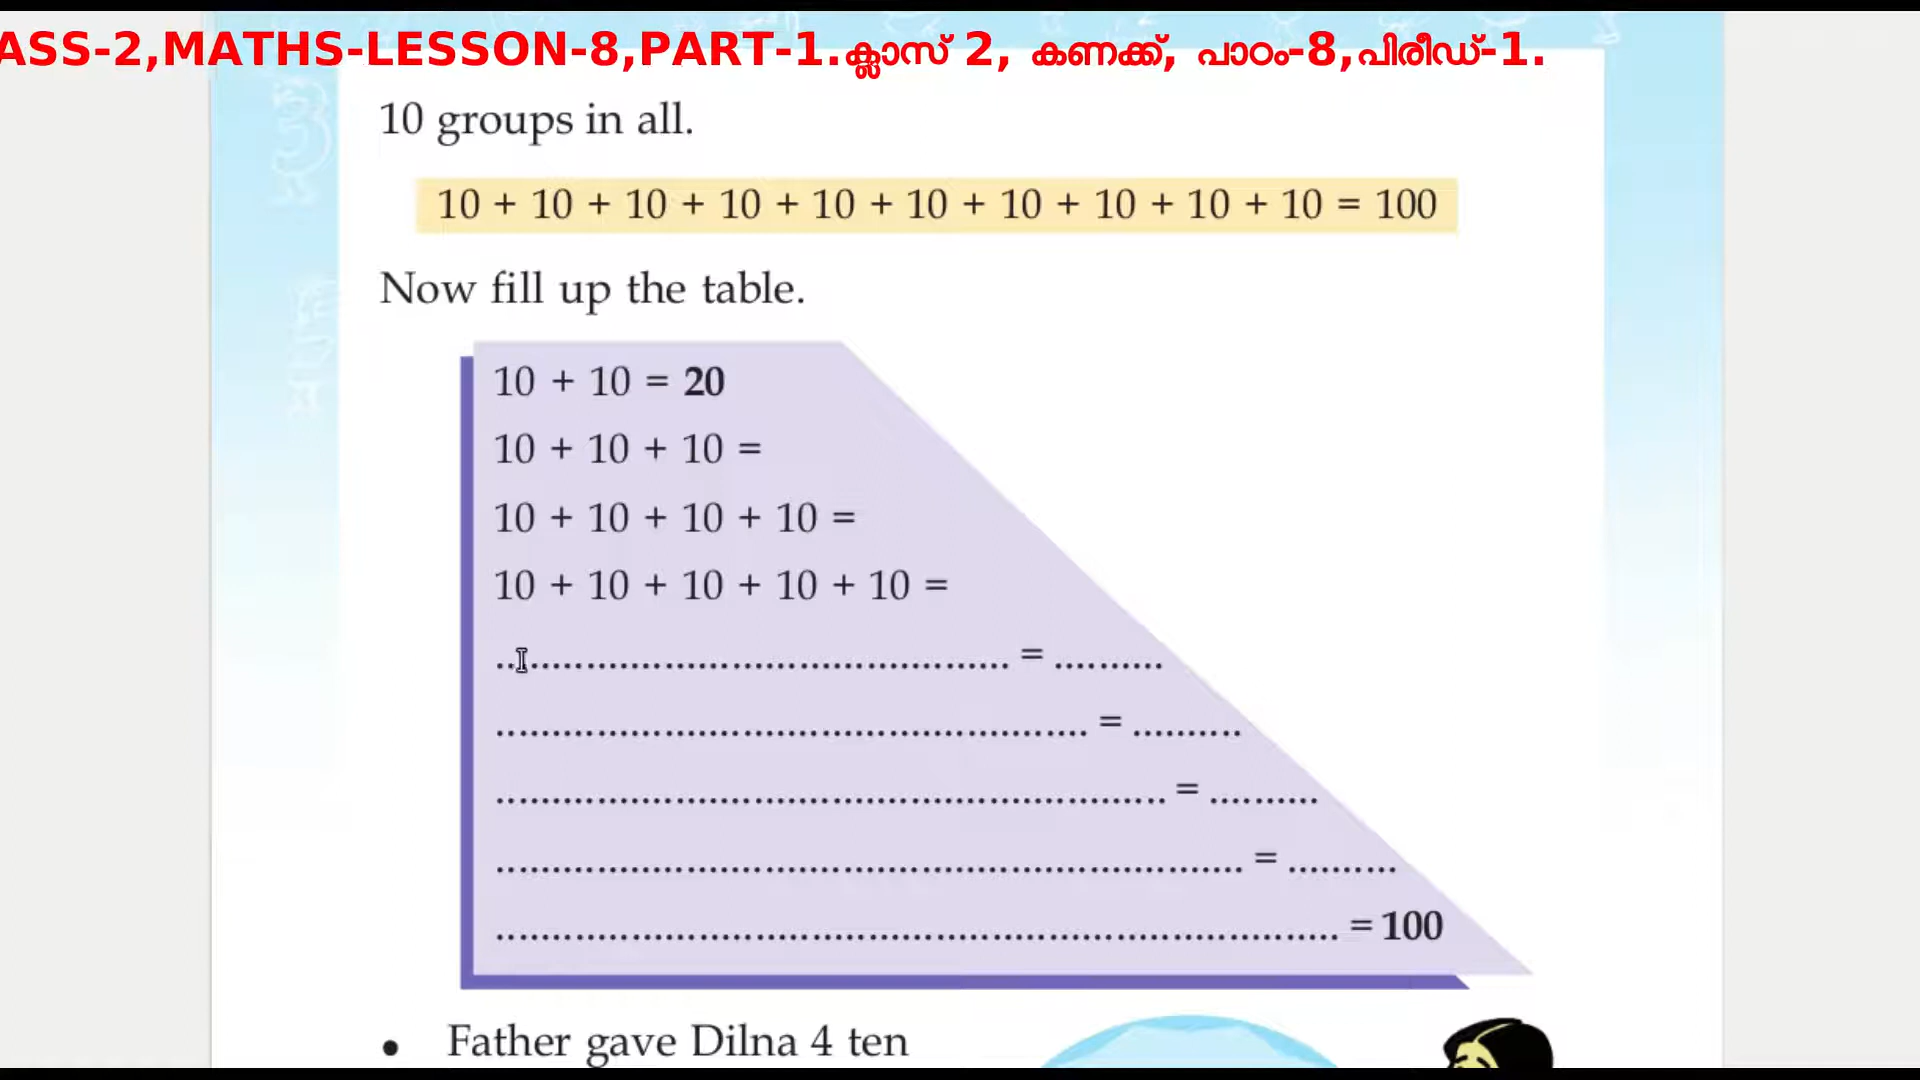 ASS-2,MATHS-LESSON-8,PART-1.ക്ലാസ് 2, കണക്ക്, പാഠം-8,പിരീഡ്-1.
10 groups in all.
10 + 10 + 10 + 10 + 10 + 10 + 10 + 10 + 10 + 10 = 100
Now fill up the table.
10 + 10 = 20
10 + 10 + 10 =
10 + 10 + 10 + 10 =
10 + 10 + 10 + 10 + 10 =
.............................................. = ..........
..................................................... = ..........
............................................................ = ..........
................................................................... = ..........
........................................................................... = 100
• Father gave Dilna 4 ten